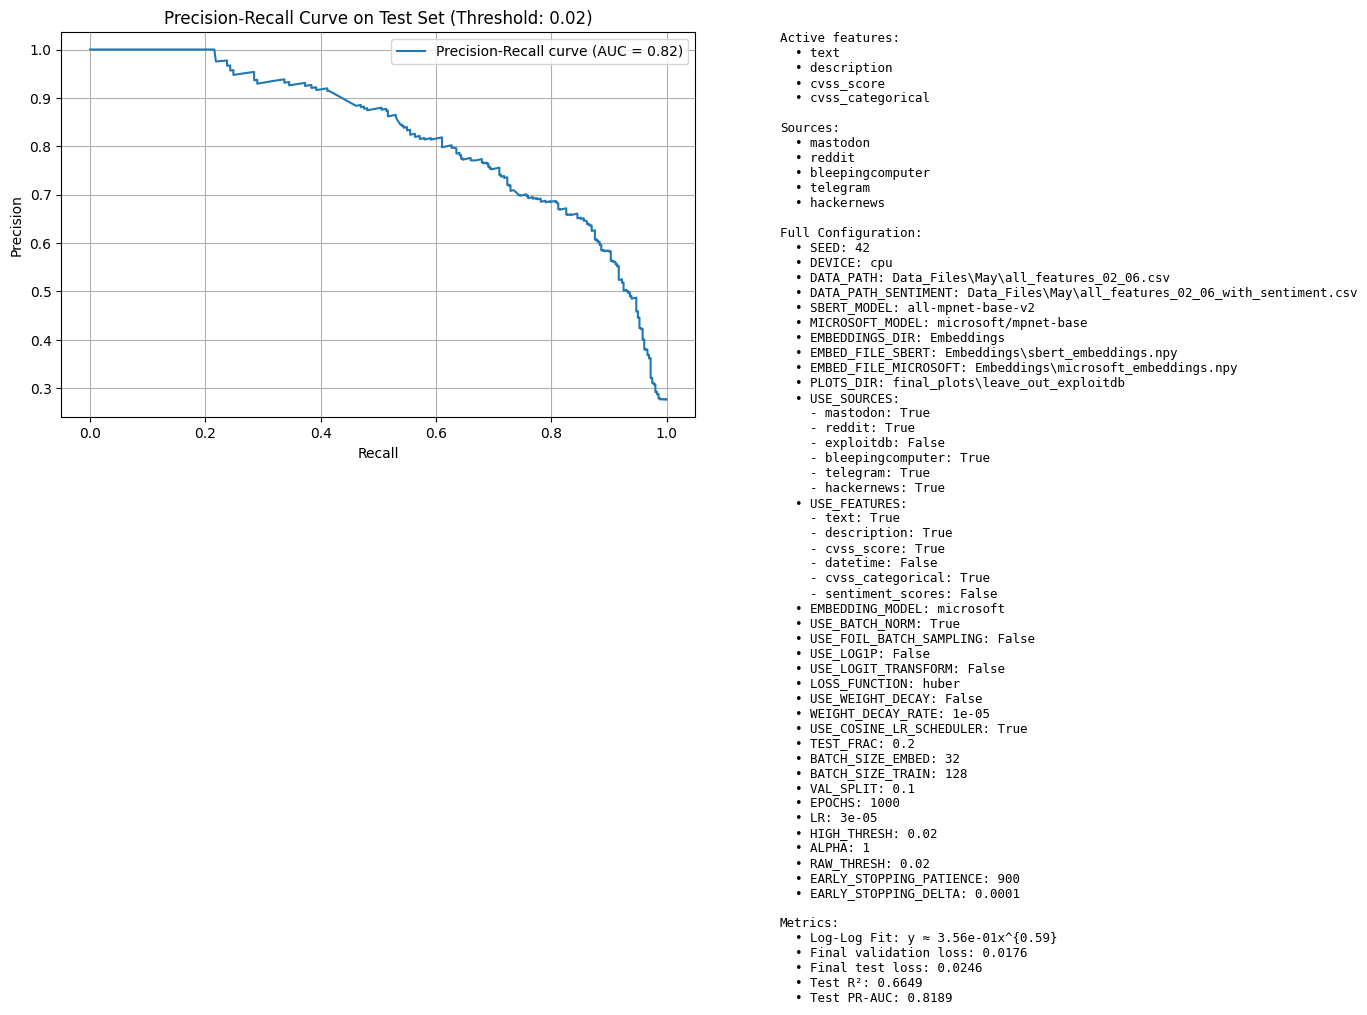 Precision-Recall Curve on Test Set (Threshold: 0.02)
Precision-Recall curve (AUC = 0.82)
1.0
0.9
0.8
0.7
0.6
0.5
0.4
0.3
Precision
0.0 0.2 0.4 0.6 0.8 1.0
Recall
Active features:
• text
• description
• cvss_score
• cvss_categorical
Sources:
• mastodon
• reddit
• bleepingcomputer
• telegram
• hackernews
Full Configuration:
• SEED: 42
• DEVICE: cpu
• DATA_PATH: Data_Files\May\all_features_02_06.csv
• DATA_PATH_SENTIMENT: Data_Files\May\all_features_02_06_with_sentiment.csv
• SBERT_MODEL: all-mpnet-base-v2
• MICROSOFT_MODEL: microsoft/mpnet-base
• EMBEDDINGS_DIR: Embeddings
• EMBED_FILE_SBERT: Embeddings\sbert_embeddings.npy
• EMBED_FILE_MICROSOFT: Embeddings\microsoft_embeddings.npy
• PLOTS_DIR: final_plots\leave_out_exploitdb
• USE_SOURCES:
- mastodon: True
- reddit: True
- exploitdb: False
- bleepingcomputer: True
- telegram: True
- hackernews: True
• USE_FEATURES:
- text: True
- description: True
- cvss_score: True
- datetime: False
- cvss_categorical: True
- sentiment_scores: False
• EMBEDDING_MODEL: microsoft
• USE_BATCH_NORM: True
• USE_FOIL_BATCH_SAMPLING: False
• USE_LOG1P: False
• USE_LOGIT_TRANSFORM: False
• LOSS_FUNCTION: huber
• USE_WEIGHT_DECAY: False
• WEIGHT_DECAY_RATE: 1e-05
• USE_COSINE_LR_SCHEDULER: True
• TEST_FRAC: 0.2
• BATCH_SIZE_EMBED: 32
• BATCH_SIZE_TRAIN: 128
• VAL_SPLIT: 0.1
• EPOCHS: 1000
• LR: 3e-05
• HIGH_THRESH: 0.02
• ALPHA: 1
• RAW_THRESH: 0.02
• EARLY_STOPPING_PATIENCE: 900
• EARLY_STOPPING_DELTA: 0.0001
Metrics:
• Log-Log Fit: y ≈ 3.56e-01x^{0.59}
• Final validation loss: 0.0176
• Final test loss: 0.0246
• Test R²: 0.6649
• Test PR-AUC: 0.8189